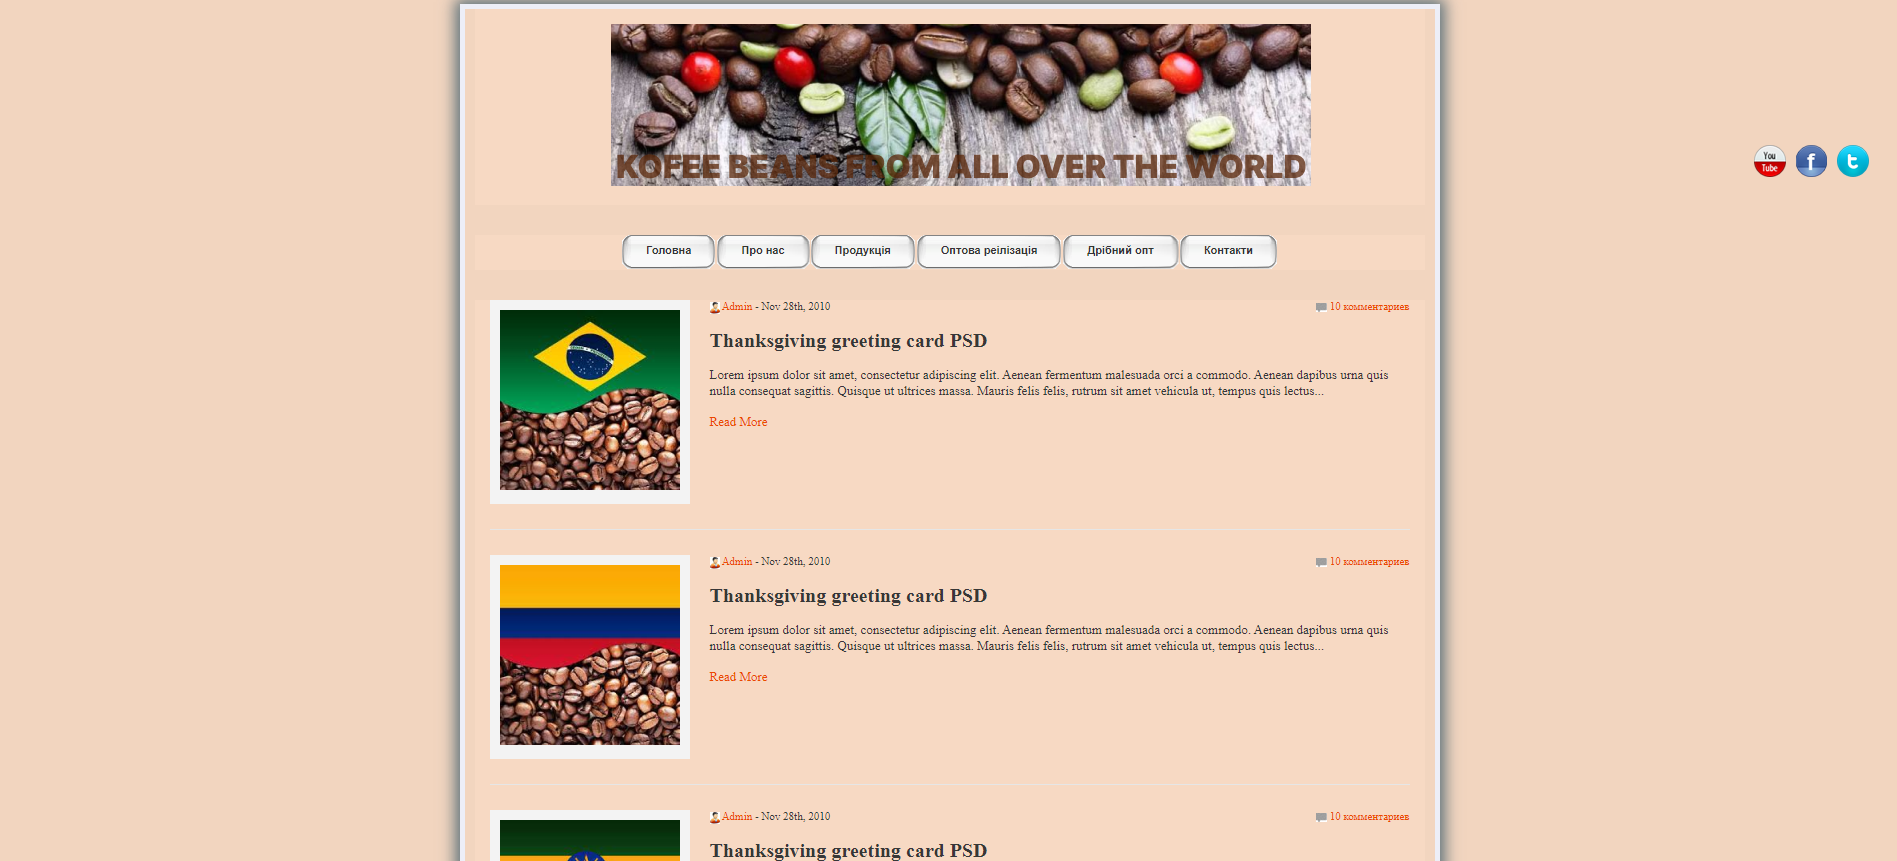 KOFEE BEANS FROM ALL OVER THE WORLD
You
Tube
f
t
Головна
Про нас
Продукція
Оптова реілізація
Дрібний опт
Контакти
Admin - Nov 28th, 2010
10 комментариев
Thanksgiving greeting card PSD
Lorem ipsum dolor sit amet, consectetur adipiscing elit. Aenean fermentum malesuada orci a commodo. Aenean dapibus urna quis
nulla consequat sagittis. Quisque ut ultrices massa. Mauris felis felis, rutrum sit amet vehicula ut, tempus quis lectus...
Read More
Admin - Nov 28th, 2010
10 комментариев
Thanksgiving greeting card PSD
Lorem ipsum dolor sit amet, consectetur adipiscing elit. Aenean fermentum malesuada orci a commodo. Aenean dapibus urna quis
nulla consequat sagittis. Quisque ut ultrices massa. Mauris felis felis, rutrum sit amet vehicula ut, tempus quis lectus...
Read More
Admin - Nov 28th, 2010
10 комментариев
Thanksgiving greeting card PSD